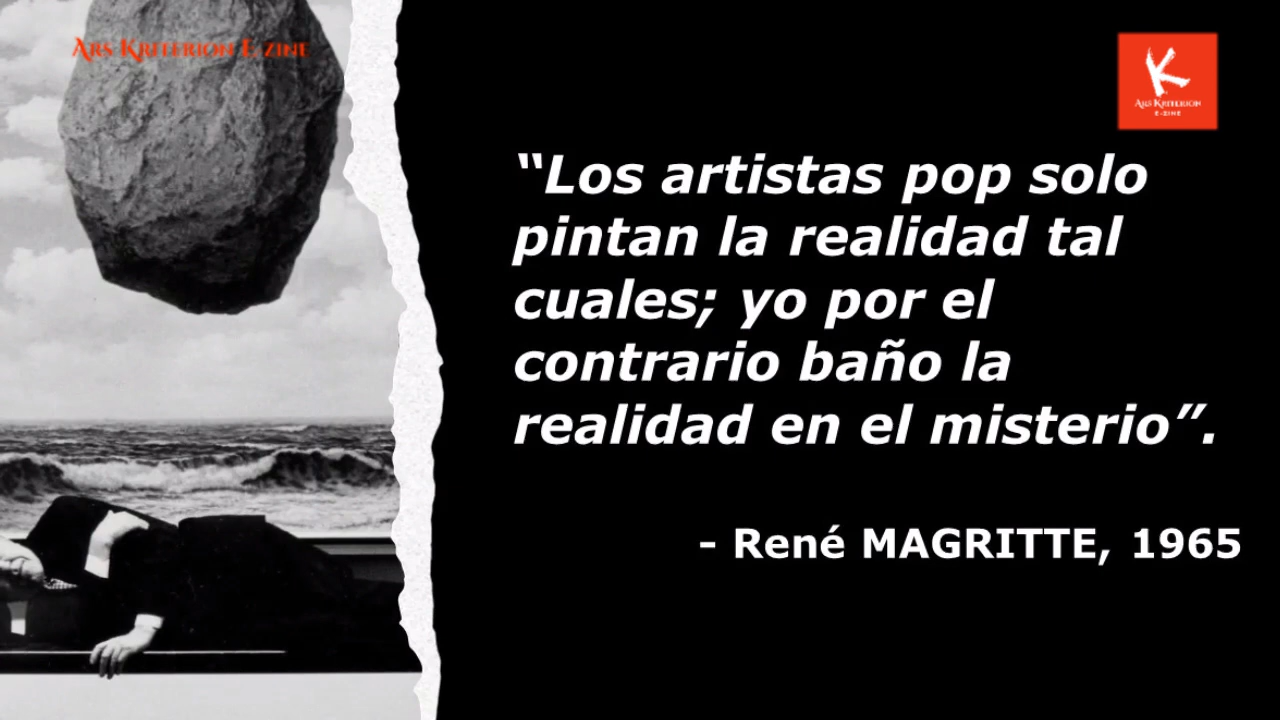 ARS KRITERION E-ZINE
ARS KRITERION
E-ZINE
“Los artistas pop solo
pintan la realidad tal
cuales; yo por el
contrario baño la
realidad en el misterio”.
- René MAGRITTE, 1965